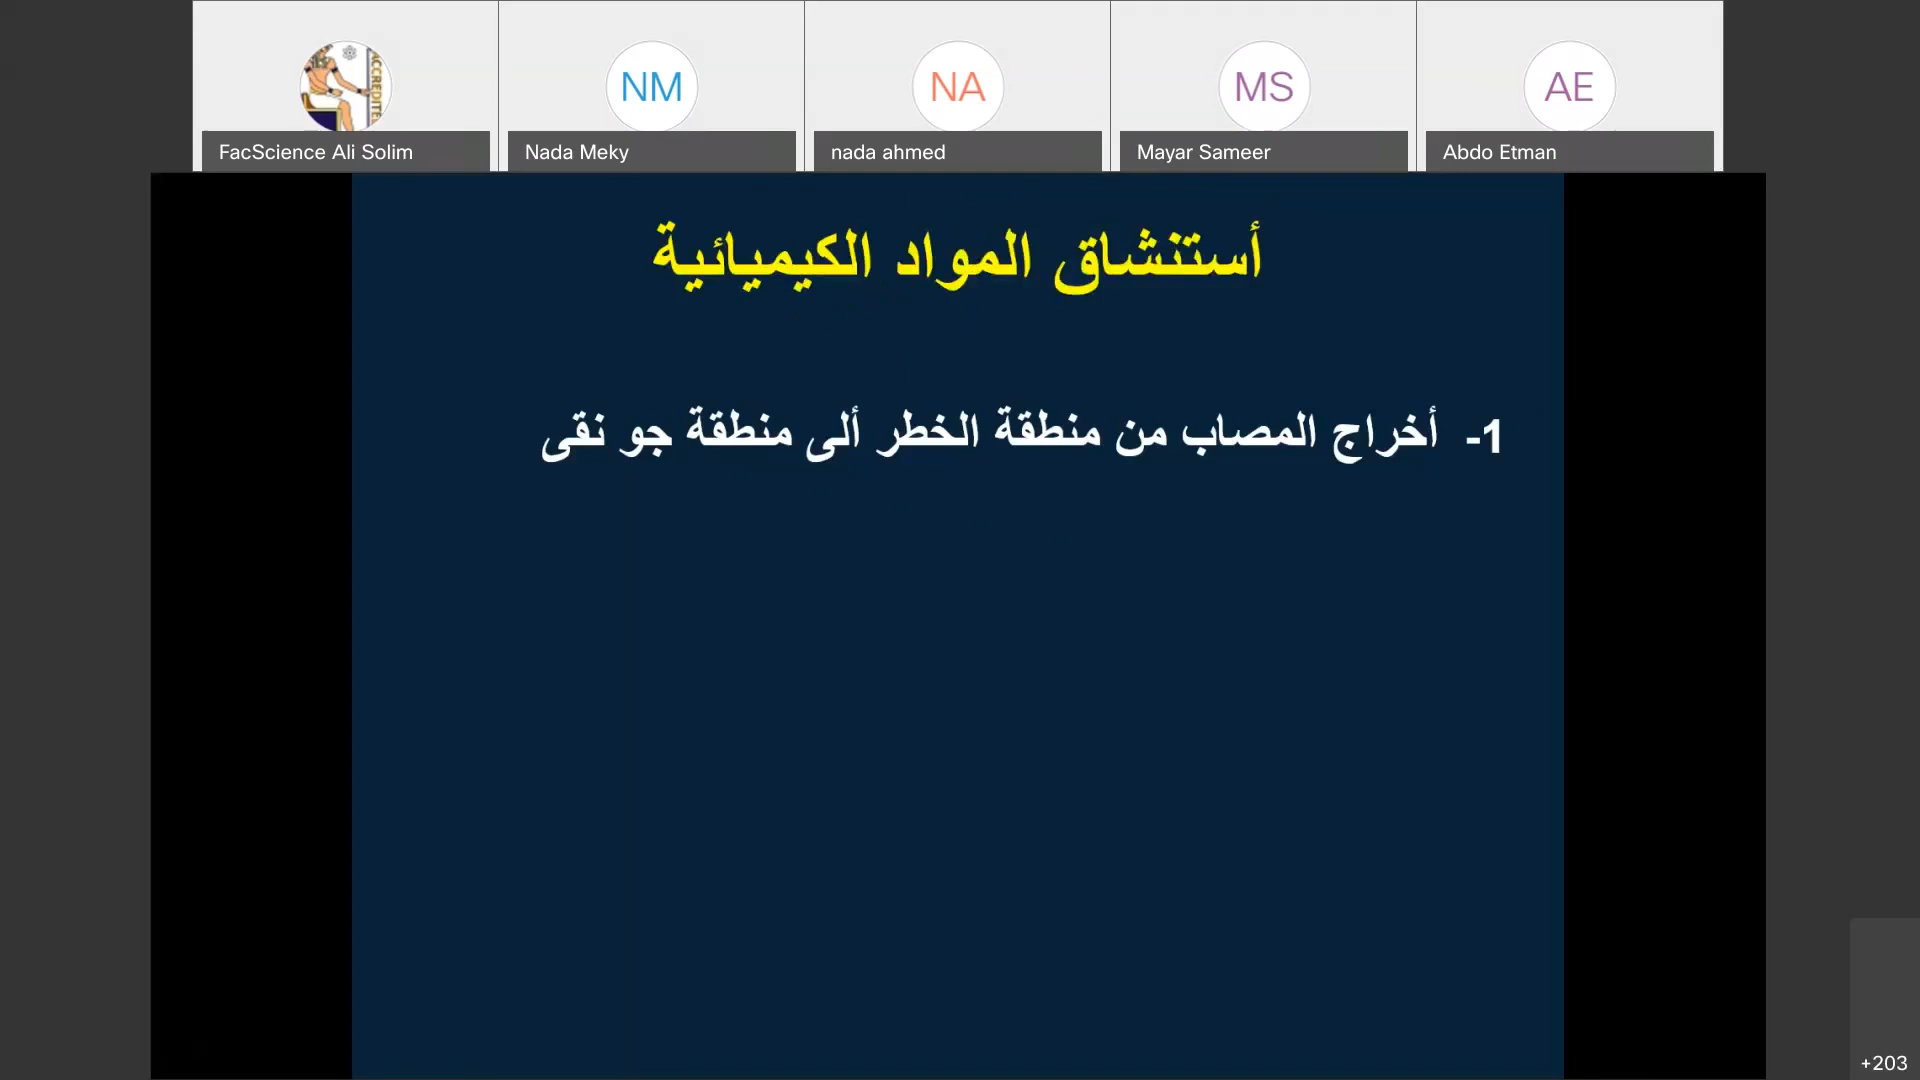 ACCREDITE
NM
NA
MS
AE
FacScience Ali Solim
Nada Meky
nada ahmed
Mayar Sameer
Abdo Etman
أستنشاق المواد الكيميائية
1- أخراج المصاب من منطقة الخطر ألى منطقة جو نقى
+203